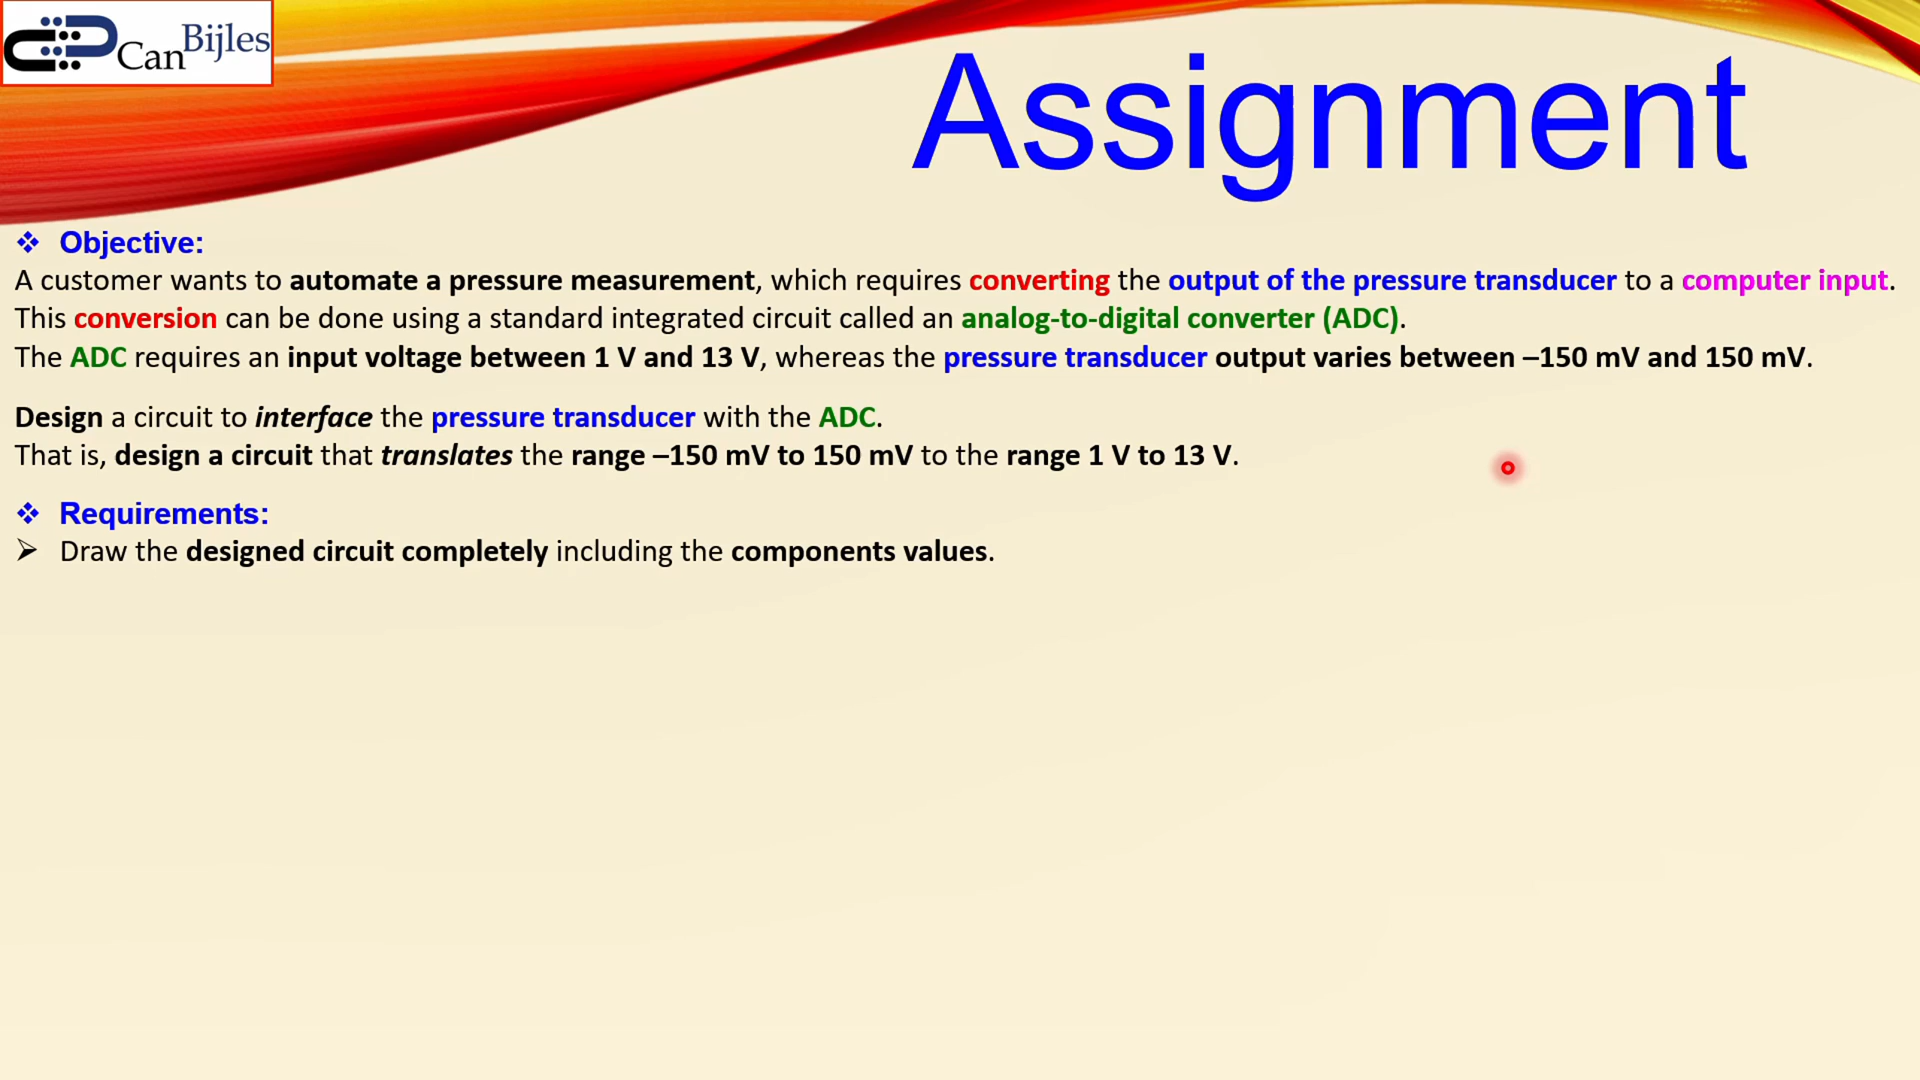 Can Bijles
Assignment
❖ Objective:
A customer wants to automate a pressure measurement, which requires converting the output of the pressure transducer to a computer input.
This conversion can be done using a standard integrated circuit called an analog-to-digital converter (ADC).
The ADC requires an input voltage between 1 V and 13 V, whereas the pressure transducer output varies between –150 mV and 150 mV.
Design a circuit to interface the pressure transducer with the ADC.
That is, design a circuit that translates the range –150 mV to 150 mV to the range 1 V to 13 V.
❖ Requirements:
➢ Draw the designed circuit completely including the components values.